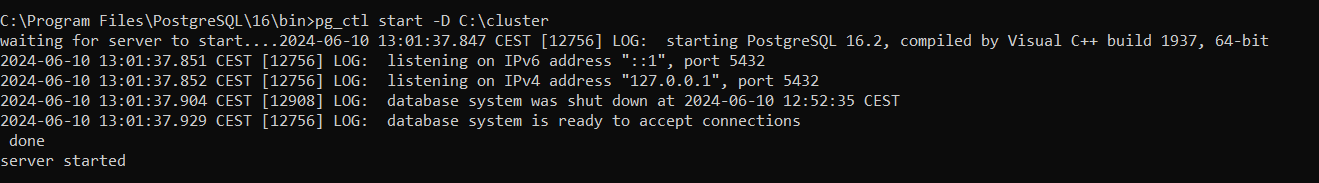 C:\Program Files\PostgreSQL\16\bin>pg_ctl start -D C:\cluster
waiting for server to start....2024-06-10 13:01:37.847 CEST [12756] LOG:  starting PostgreSQL 16.2, compiled by Visual C++ build 1937, 64-bit
2024-06-10 13:01:37.851 CEST [12756] LOG:  listening on IPv6 address "::1", port 5432
2024-06-10 13:01:37.852 CEST [12756] LOG:  listening on IPv4 address "127.0.0.1", port 5432
2024-06-10 13:01:37.904 CEST [12908] LOG:  database system was shut down at 2024-06-10 12:52:35 CEST
2024-06-10 13:01:37.929 CEST [12756] LOG:  database system is ready to accept connections
 done
server started